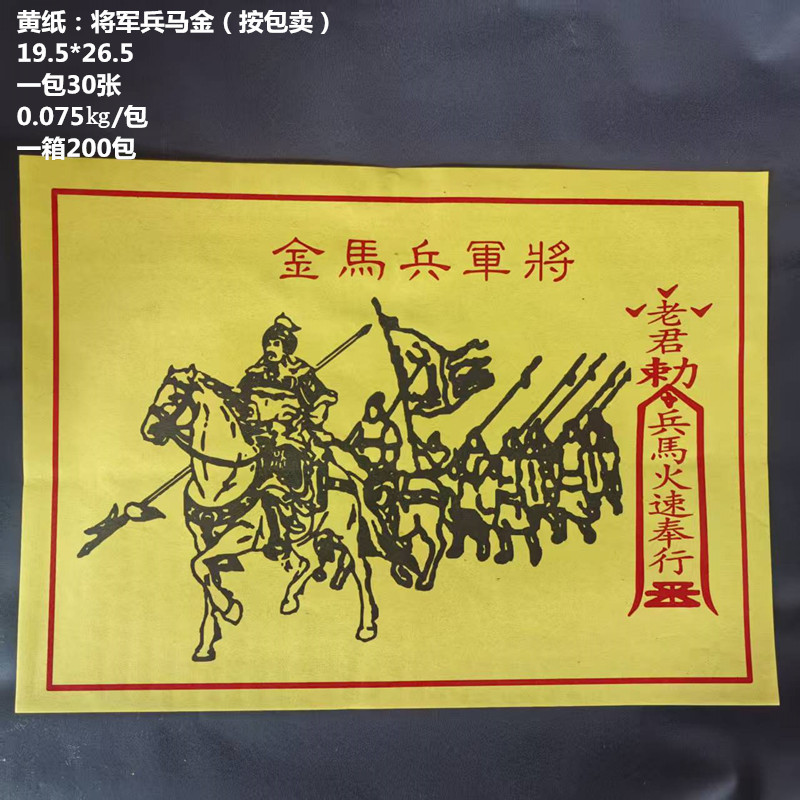 黄纸：将军兵马金（按包卖）
19.5*26.5
一包30张
0.075㎏/包
一箱200包
金馬兵軍將
老君勅
兵馬火速奉行